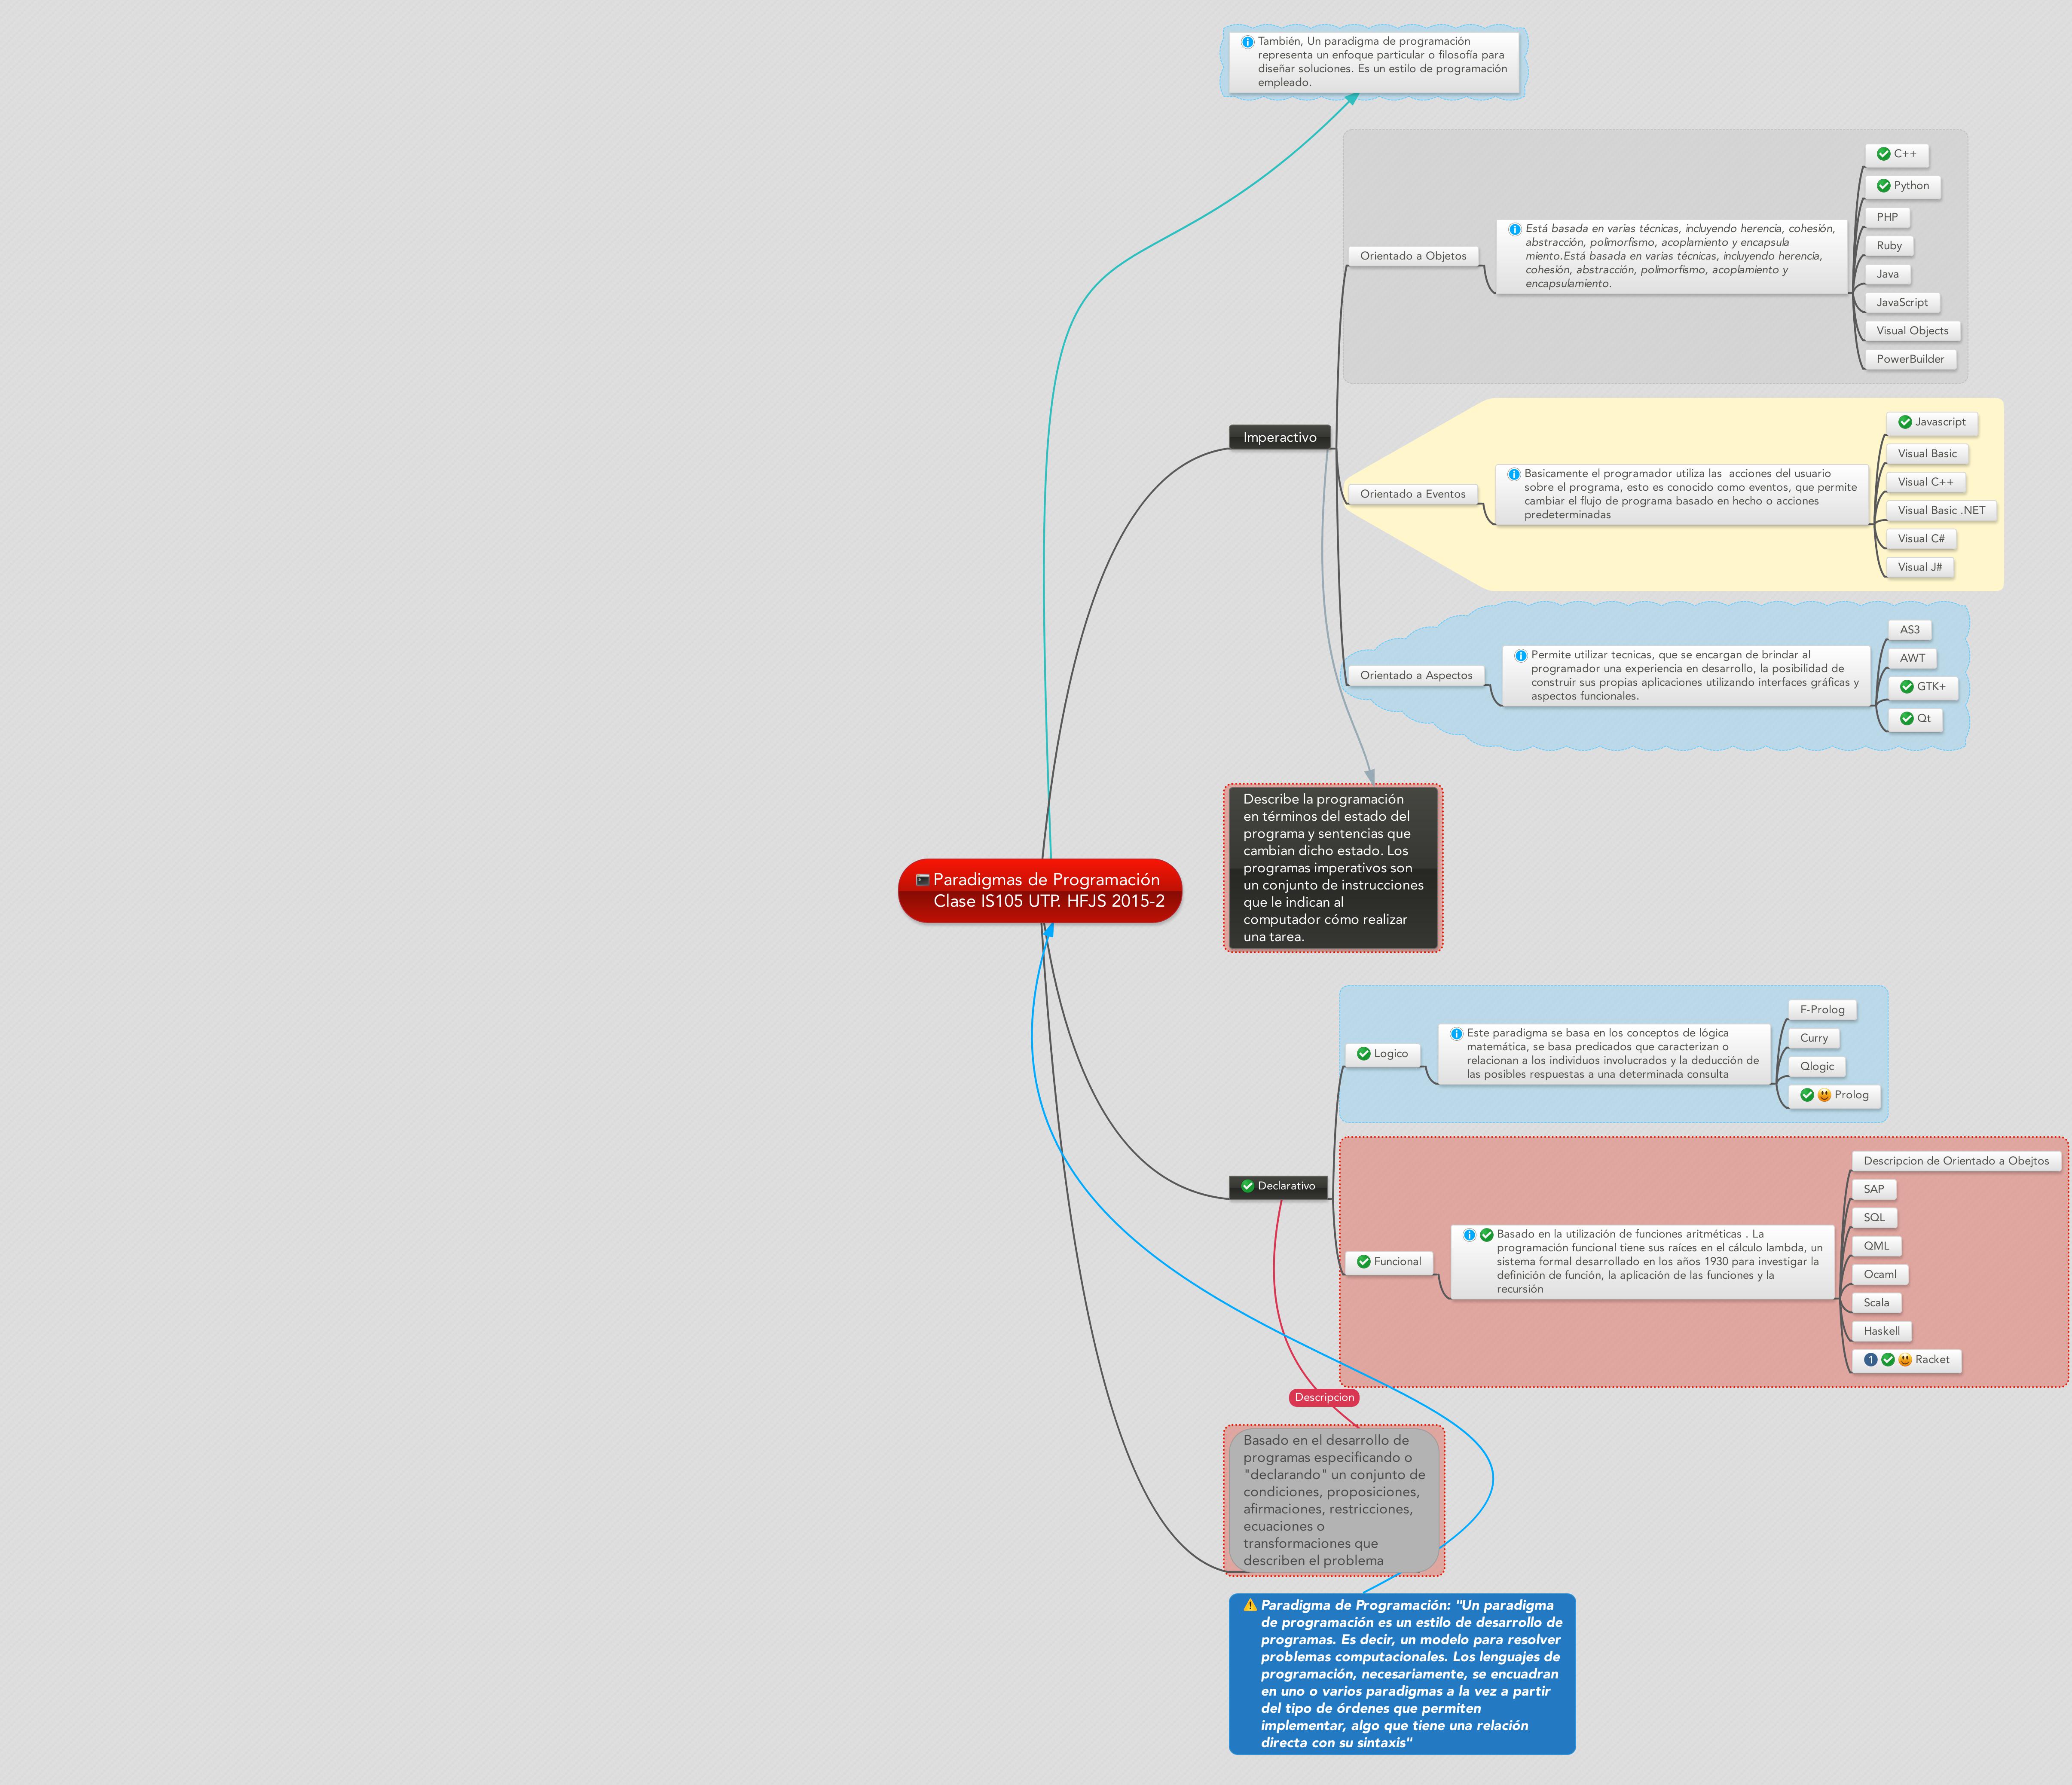 También, Un paradigma de programación
representa un enfoque particular o filosofía para
diseñar soluciones. Es un estilo de programación
empleado.
Orientado a Objetos
Está basada en varias técnicas, incluyendo herencia, cohesión,
abstracción, polimorfismo, acoplamiento y encapsula
miento.Está basada en varias técnicas, incluyendo herencia,
cohesión, abstracción, polimorfismo, acoplamiento y
encapsulamiento.
C++
Python
PHP
Ruby
Java
JavaScript
Visual Objects
PowerBuilder
Imperactivo
Orientado a Eventos
Basicamente el programador utiliza las  acciones del usuario
sobre el programa, esto es conocido como eventos, que permite
cambiar el flujo de programa basado en hecho o acciones
predeterminadas
Javascript
Visual Basic
Visual C++
Visual Basic .NET
Visual C#
Visual J#
Orientado a Aspectos
Permite utilizar tecnicas, que se encargan de brindar al
programador una experiencia en desarrollo, la posibilidad de
construir sus propias aplicaciones utilizando interfaces gráficas y
aspectos funcionales.
AS3
AWT
GTK+
Qt
Describe la programación
en términos del estado del
programa y sentencias que
cambian dicho estado. Los
programas imperativos son
un conjunto de instrucciones
que le indican al
computador cómo realizar
una tarea.
Paradigmas de Programación
Clase IS105 UTP. HFJS 2015-2
Logico
Este paradigma se basa en los conceptos de lógica
matemática, se basa predicados que caracterizan o
relacionan a los individuos involucrados y la deducción de
las posibles respuestas a una determinada consulta
F-Prolog
Curry
Qlogic
Prolog
Declarativo
Funcional
Basado en la utilización de funciones aritméticas . La
programación funcional tiene sus raíces en el cálculo lambda, un
sistema formal desarrollado en los años 1930 para investigar la
definición de función, la aplicación de las funciones y la
recursión
Descripcion de Orientado a Obejtos
SAP
SQL
QML
Ocaml
Scala
Haskell
1 Racket
Descripcion
Basado en el desarrollo de
programas especificando o
"declarando" un conjunto de
condiciones, proposiciones,
afirmaciones, restricciones,
ecuaciones o
transformaciones que
describen el problema
Paradigma de Programación: "Un paradigma
de programación es un estilo de desarrollo de
programas. Es decir, un modelo para resolver
problemas computacionales. Los lenguajes de
programación, necesariamente, se encuadran
en uno o varios paradigmas a la vez a partir
del tipo de órdenes que permiten
implementar, algo que tiene una relación
directa con su sintaxis"